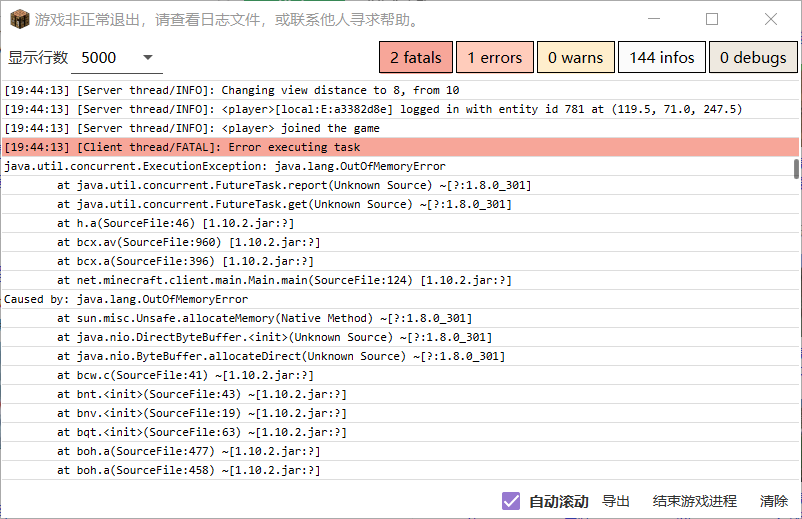 游戏非正常退出，请查看日志文件，或联系他人寻求帮助。
显示行数 5000 2 fatals 1 errors 0 warns 144 infos 0 debugs
[19:44:13] [Server thread/INFO]: Changing view distance to 8, from 10
[19:44:13] [Server thread/INFO]: <player>[local:E:a3382d8e] logged in with entity id 781 at (119.5, 71.0, 247.5)
[19:44:13] [Server thread/INFO]: <player> joined the game
[19:44:13] [Client thread/FATAL]: Error executing task
java.util.concurrent.ExecutionException: java.lang.OutOfMemoryError
at java.util.concurrent.FutureTask.report(Unknown Source) ~[?:1.8.0_301]
at java.util.concurrent.FutureTask.get(Unknown Source) ~[?:1.8.0_301]
at h.a(SourceFile:46) [1.10.2.jar:?]
at bcx.av(SourceFile:960) [1.10.2.jar:?]
at bcx.a(SourceFile:396) [1.10.2.jar:?]
at net.minecraft.client.main.Main.main(SourceFile:124) [1.10.2.jar:?]
Caused by: java.lang.OutOfMemoryError
at sun.misc.Unsafe.allocateMemory(Native Method) ~[?:1.8.0_301]
at java.nio.DirectByteBuffer.<init>(Unknown Source) ~[?:1.8.0_301]
at java.nio.ByteBuffer.allocateDirect(Unknown Source) ~[?:1.8.0_301]
at bcw.c(SourceFile:41) ~[1.10.2.jar:?]
at bnt.<init>(SourceFile:43) ~[1.10.2.jar:?]
at bnv.<init>(SourceFile:19) ~[1.10.2.jar:?]
at bqt.<init>(SourceFile:63) ~[1.10.2.jar:?]
at boh.a(SourceFile:477) ~[1.10.2.jar:?]
at boh.a(SourceFile:458) ~[1.10.2.jar:?]
自动滚动 导出 结束游戏进程 清除